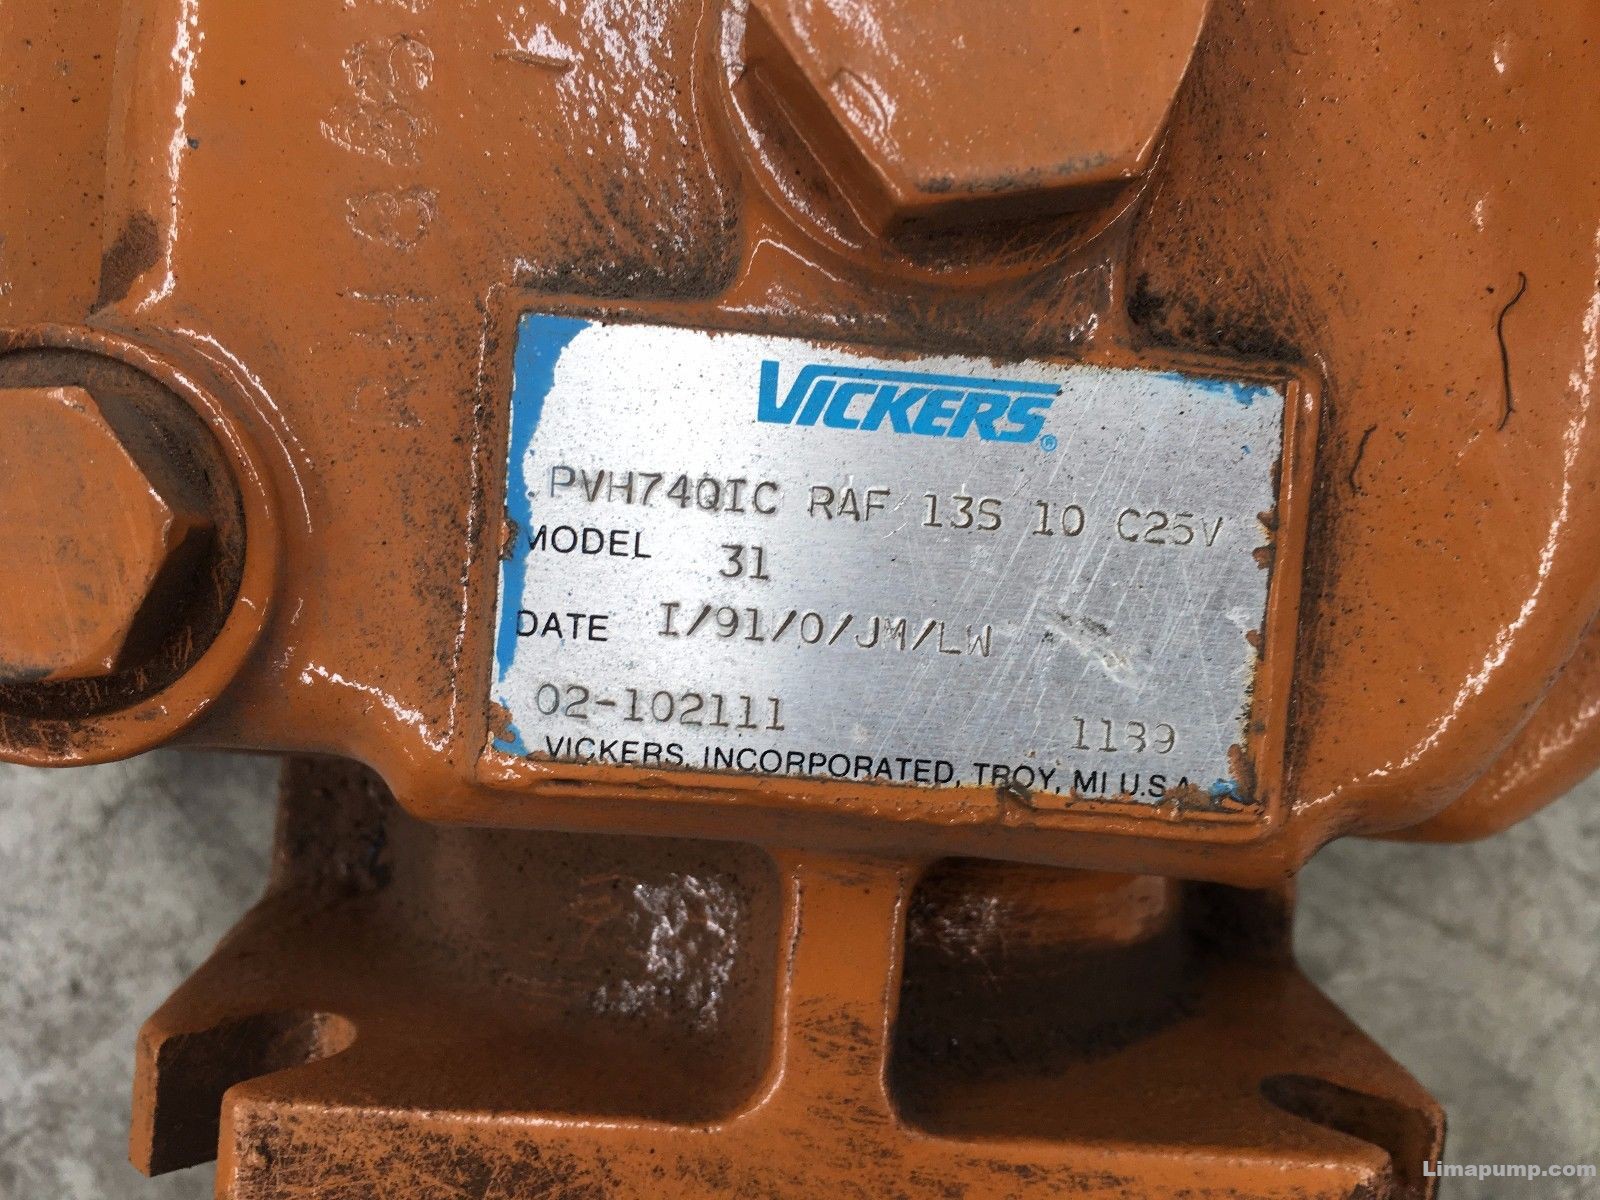 VICKERS®
PVH74QIC RAF 13S 10 C25V
MODEL 31
DATE I/91/0/JM/LW
02-102111 1189
VICKERS, INCORPORATED, TROY, MI U.S.A.
Limapump.com